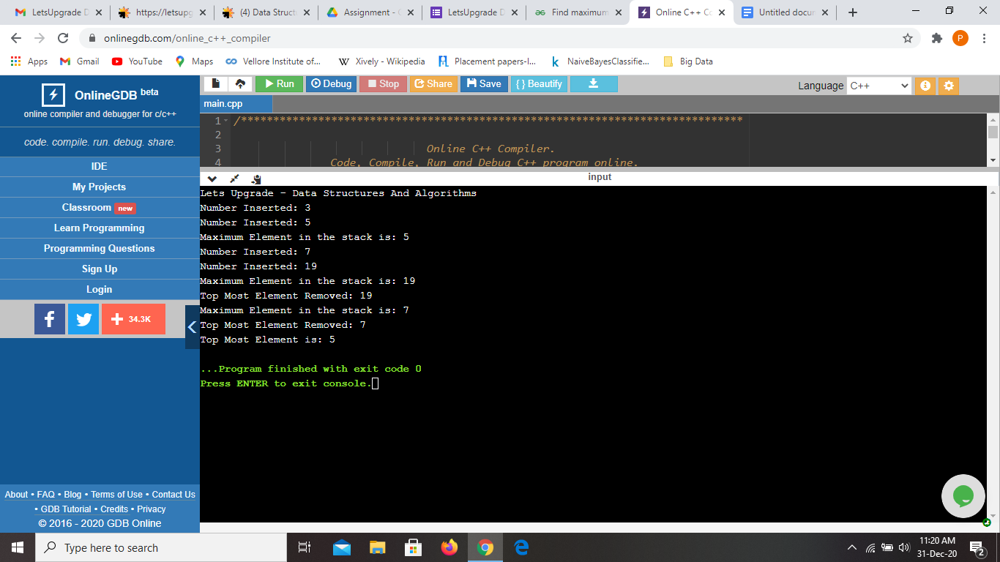 LetsUpgrade D
https://letsupg
(4) Data Struct
Assignment - G
LetsUpgrade D
Find maximum
Online C++ Co
Untitled docum
onlinegdb.com/online_c++_compiler
P
Apps
Gmail
YouTube
Maps
Vellore Institute of...
Xively - Wikipedia
Placement papers-I...
NaiveBayesClassifie...
Big Data
OnlineGDB beta
online compiler and debugger for c/c++
code. compile. run. debug. share.
IDE
My Projects
Classroom new
Learn Programming
Programming Questions
Sign Up
Login
34.3K
About • FAQ • Blog • Terms of Use • Contact Us
• GDB Tutorial • Credits • Privacy
© 2016 - 2020 GDB Online
Run
Debug
Stop
Share
Save
{ } Beautify
Language C++
main.cpp
1
2
3 Online C++ Compiler.
4 Code, Compile, Run and Debug C++ program online.
input
Lets Upgrade - Data Structures And Algorithms
Number Inserted: 3
Number Inserted: 5
Maximum Element in the stack is: 5
Number Inserted: 7
Number Inserted: 19
Maximum Element in the stack is: 19
Top Most Element Removed: 19
Maximum Element in the stack is: 7
Top Most Element Removed: 7
Top Most Element is: 5
...Program finished with exit code 0
Press ENTER to exit console.
Type here to search
11:20 AM
31-Dec-20
2